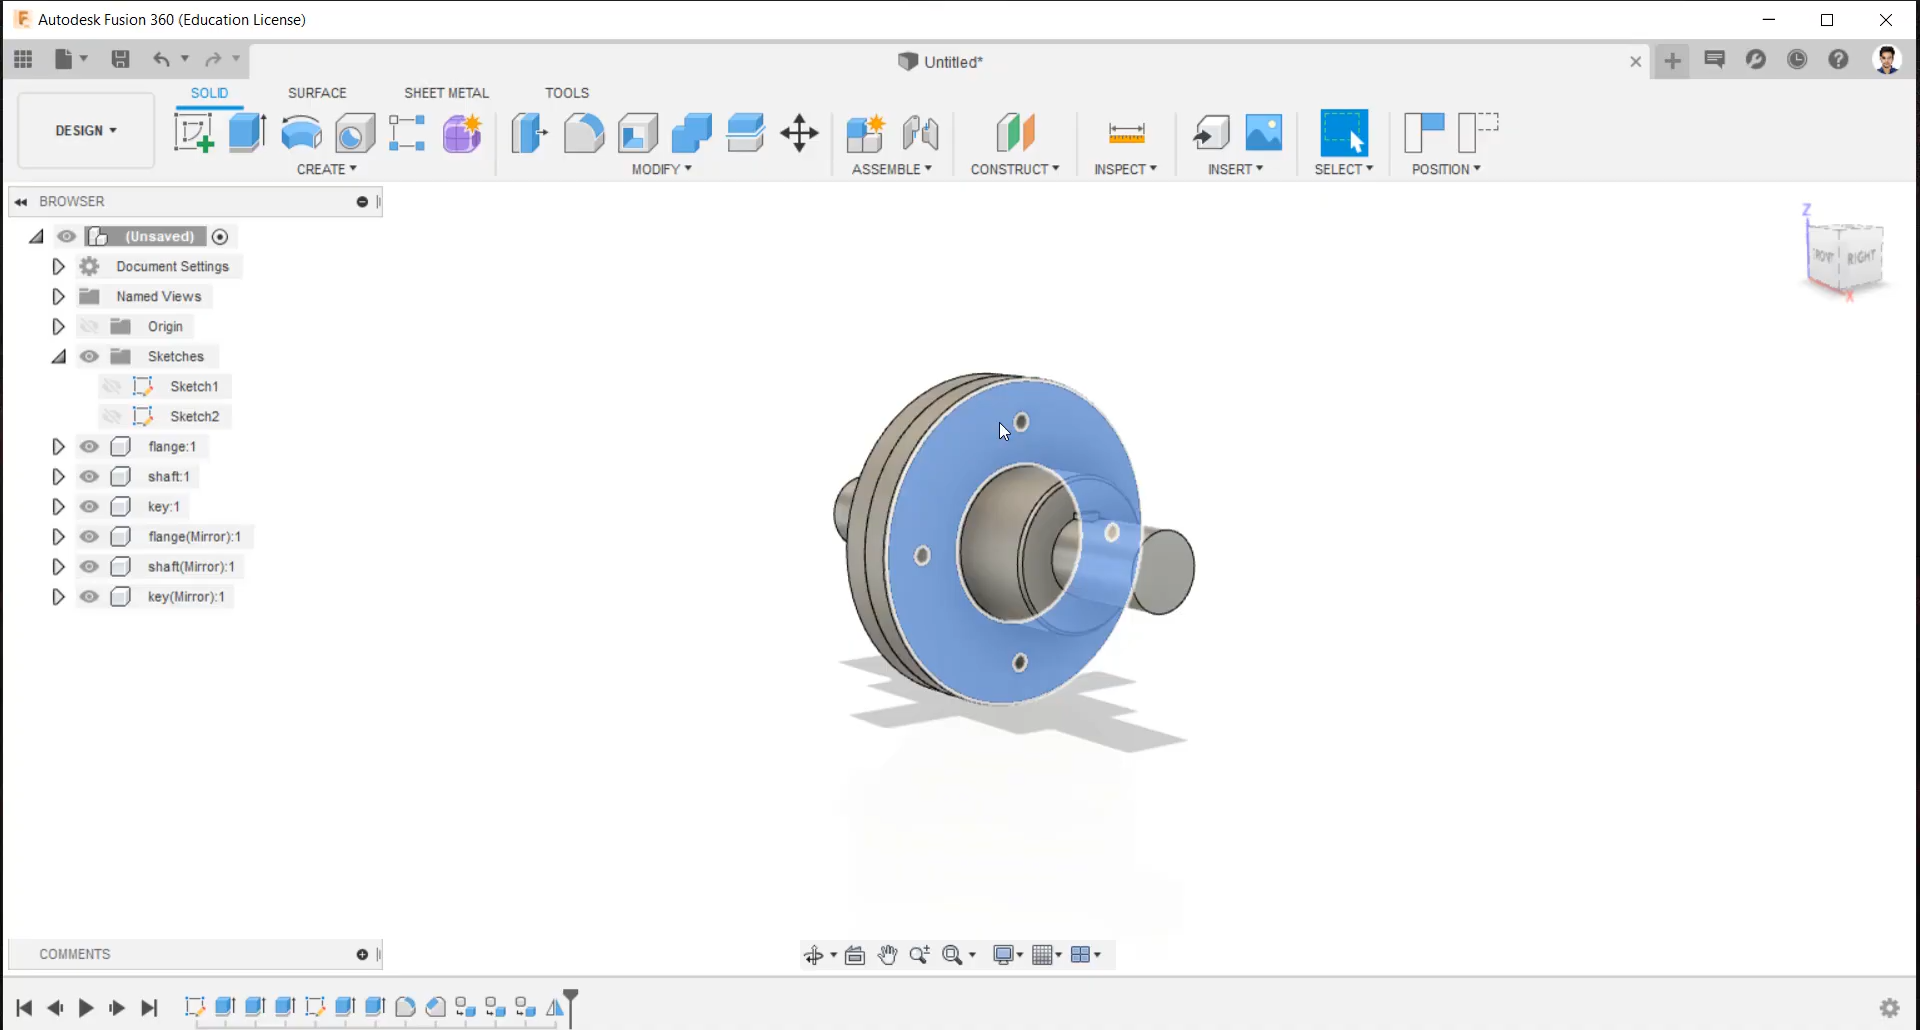 Autodesk Fusion 360 (Education License)
Untitled*
SOLID SURFACE SHEET METAL TOOLS
DESIGN
CREATE MODIFY ASSEMBLE CONSTRUCT INSPECT INSERT SELECT POSITION
BROWSER
(Unsaved)
Document Settings
Named Views
Origin
Sketches
Sketch1
Sketch2
flange:1
shaft:1
key:1
flange(Mirror):1
shaft(Mirror):1
key(Mirror):1
Z
FRONT RIGHT
X
COMMENTS